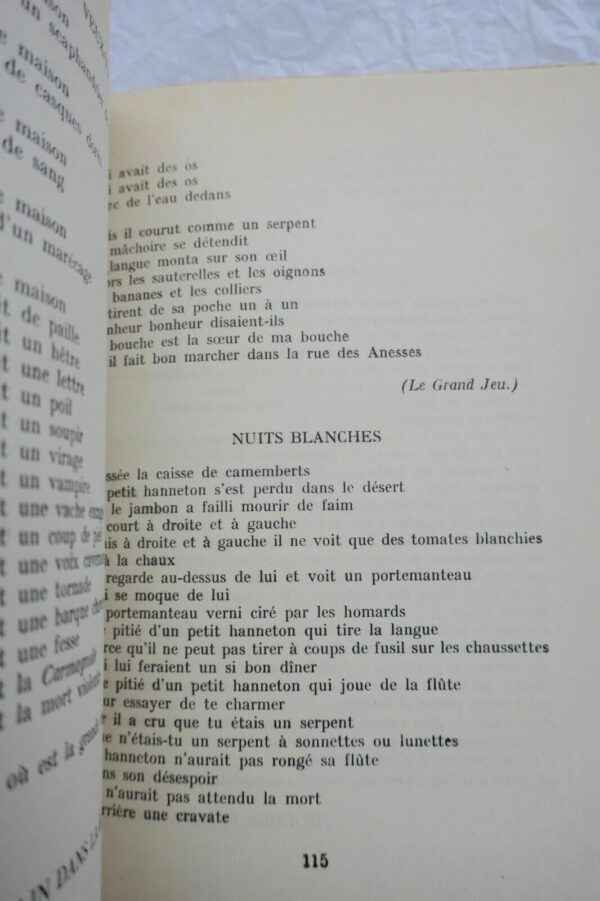 VEUX
maison
un scaphandrier
maison
de casques dorés
maison
de sang
maison
d'un marécage
maison
de paille
un hêtre
une lettre
un poil
un soupir
un virage
un vampire
une vache
un coup de
une voix
une tornade
une barque
une fesse
la Carmagnole
la mort violente
où est la grande
DANS
avait des os
avait des os
de l'eau dedans
il courut comme un serpent
mâchoire se détendit
langue monta sur son œil
les sauterelles et les oignons
bananes et les colliers
de sa poche un à un
bonheur disaient-ils
bouche est la sœur de ma bouche
il fait bon marcher dans la rue des Anesses
(Le Grand Jeu.)
NUITS BLANCHES
la caisse de camemberts
petit hanneton s'est perdu dans le désert
le jambon a failli mourir de faim
court à droite et à gauche
à droite et à gauche il ne voit que des tomates blanchies
à la chaux
regarde au-dessus de lui et voit un portemanteau
se moque de lui
portemanteau verni ciré par les homards
pitié d'un petit hanneton qui tire la langue
qu'il ne peut pas tirer à coups de fusil sur les chaussettes
lui feraient un si bon dîner
pitié d'un petit hanneton qui joue de la flûte
essayer de te charmer
il a cru que tu étais un serpent
n'étais-tu un serpent à sonnettes ou lunettes
hanneton n'aurait pas rongé sa flûte
son désespoir
n'aurait pas attendu la mort
une cravate
115